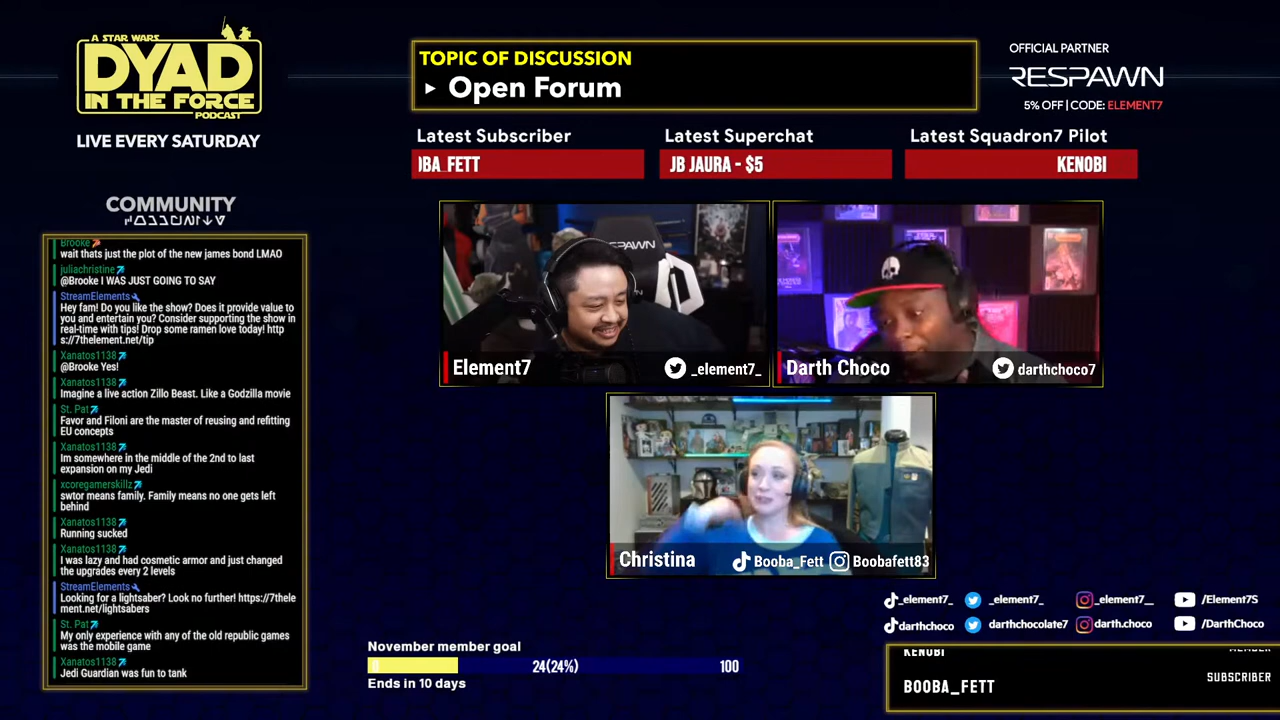 A STAR WARS
DYAD
IN THE FORCE
PODCAST
LIVE EVERY SATURDAY
TOPIC OF DISCUSSION
Open Forum
OFFICIAL PARTNER
RESPAWN
5% OFF | CODE: ELEMENT7
Latest Subscriber
BA_FETT
Latest Superchat
JB JAURA - $5
Latest Squadron7 Pilot
KENOBI
COMMUNITY
Brooke
wait thats just the plot of the new james bond LMAO
juliachristine
@Brooke I WAS JUST GOING TO SAY
StreamElements
Hey fam! Do you like the show? Does it provide value to
you and entertain you? Consider supporting the show in
real-time with tips! Drop some ramen love today! http
s://7thelement.net/tip
Xanatos1138
@Brooke Yes!
Xanatos1138
Imagine a live action Zillo Beast. Like a Godzilla movie
St. Pat
Favor and Filoni are the master of reusing and refitting
EU concepts
Xanatos1138
Im somewhere in the middle of the 2nd to last
expansion on my Jedi
xcoregamerskillz
swtor means family. Family means no one gets left
behind
Xanatos1138
Running sucked
Xanatos1138
I was lazy and had cosmetic armor and just changed
the upgrades every 2 levels
StreamElements
Looking for a lightsaber? Look no further! https://7thele
ment.net/lightsabers
St. Pat
My only experience with any of the old republic games
was the mobile game
Xanatos1138
Jedi Guardian was fun to tank
SPAWN
Element7
_element7_
Darth Choco
darthchoco7
Christina
Booba_Fett
Boobafett83
November member goal
0
24(24%)
100
Ends in 10 days
_element7_
_element7_
_element7__
/Element7S
darthchoco
darthchocolate7
darth.choco
/DarthChoco
KENOBI
MEMBER
BOOBA_FETT
SUBSCRIBER